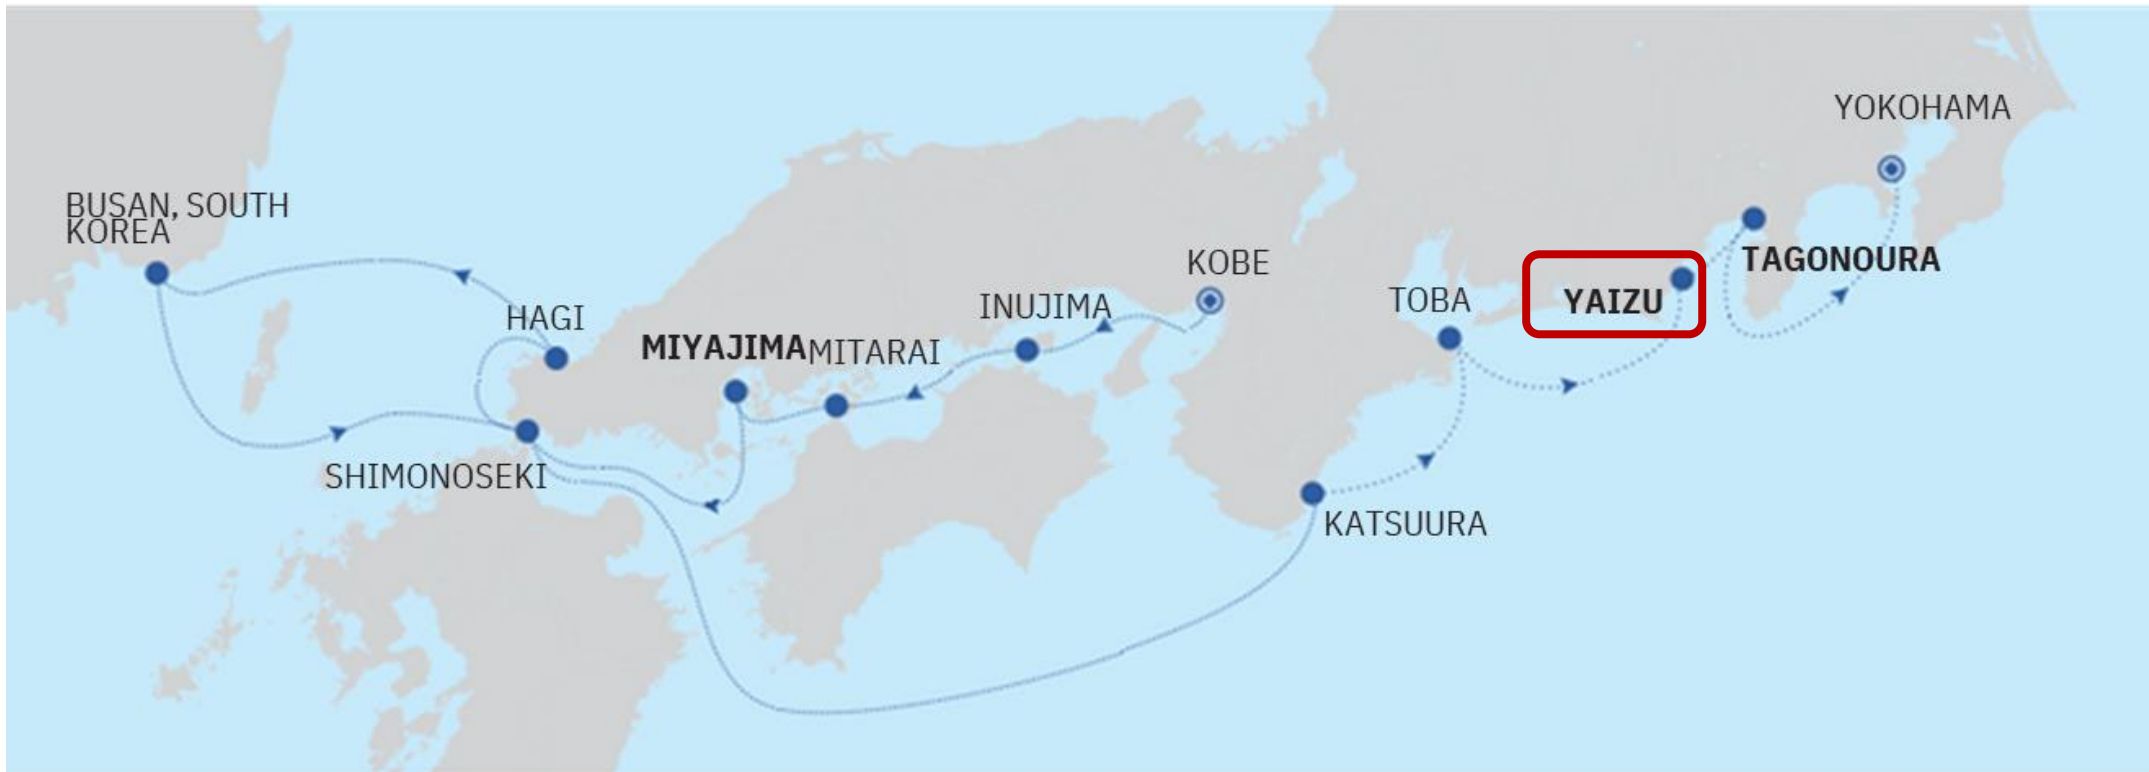 YOKOHAMA
BUSAN, SOUTH
KOREA
TAGONOURA
KOBE
TOBA
YAIZU
INUJIMA
HAGI
MIYAJIMA
MITARAI
SHIMONOSEKI
KATSUURA